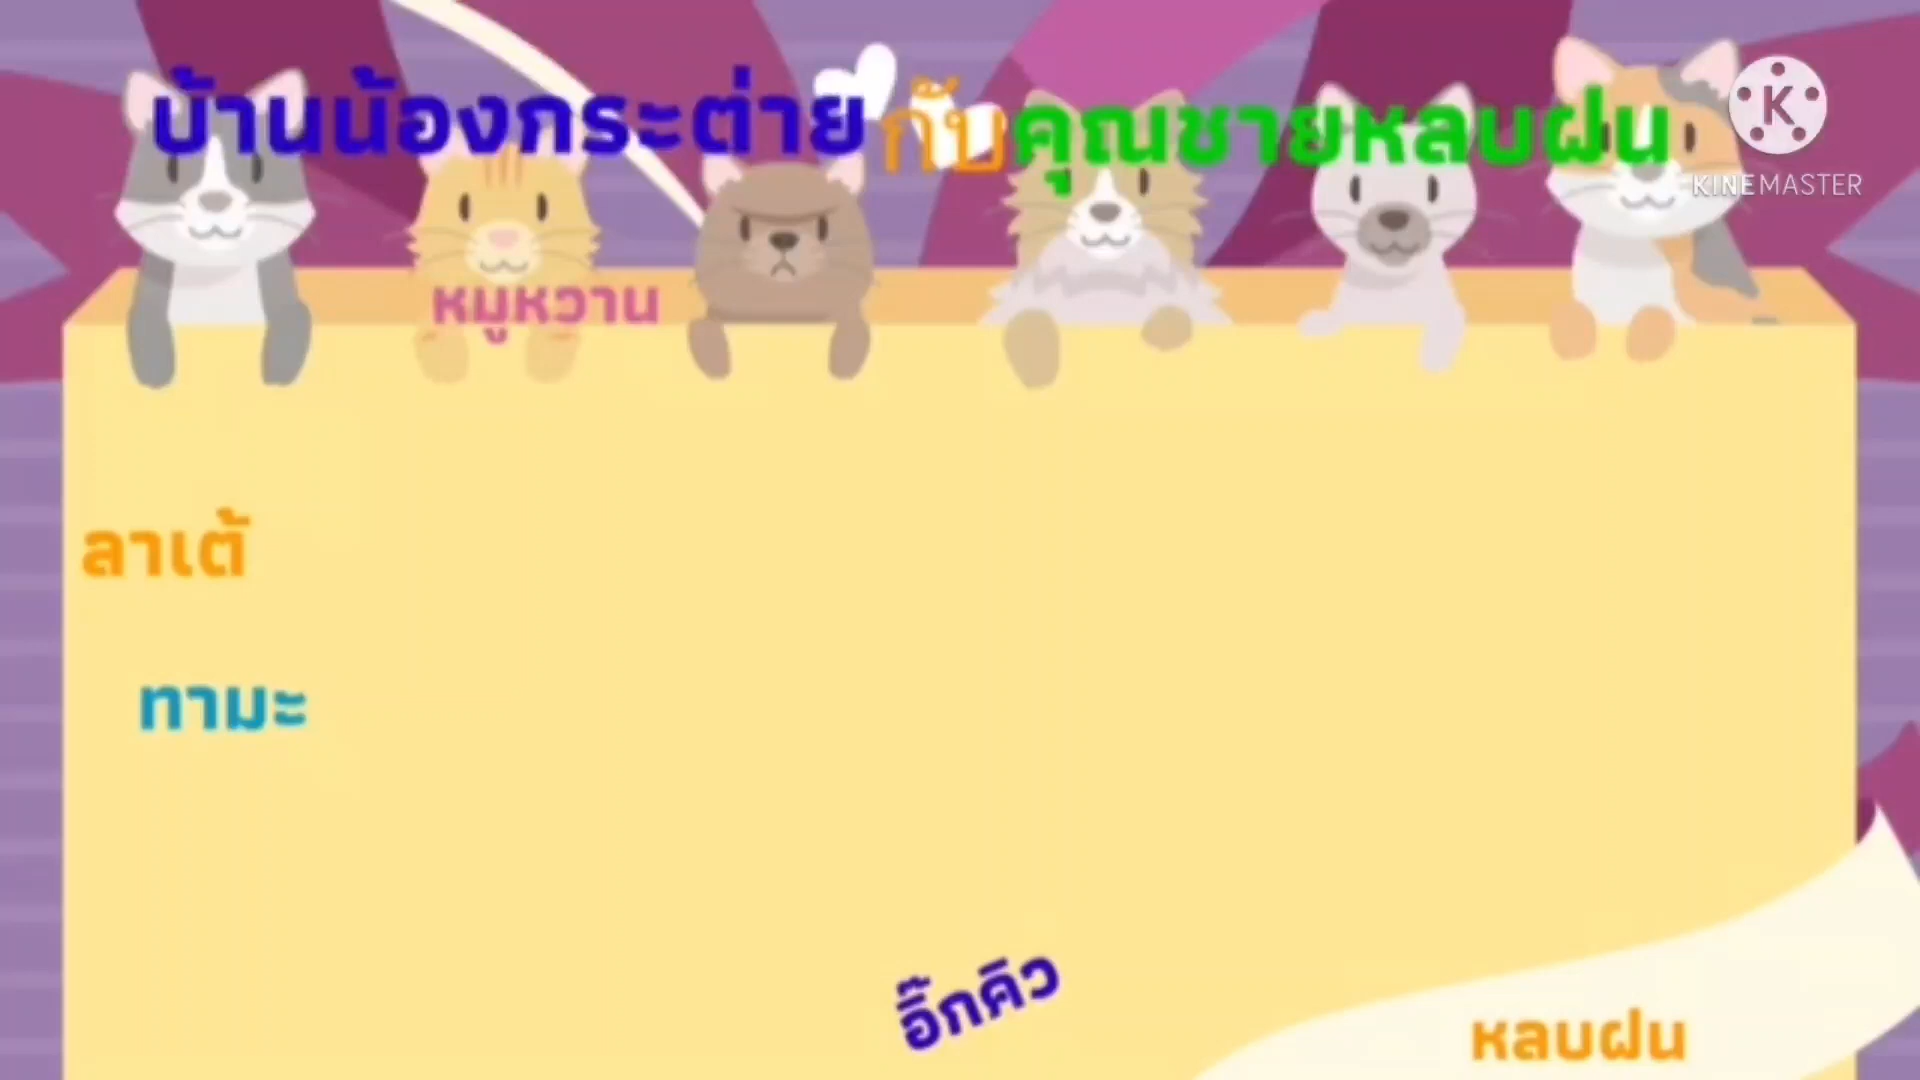 บ้านน้องกระต่าย กับ คุณชายหลบฝน
KINEMASTER
หมูหวาน
ลาเต้
ทามะ
อิ๊กคิว
หลบฝน